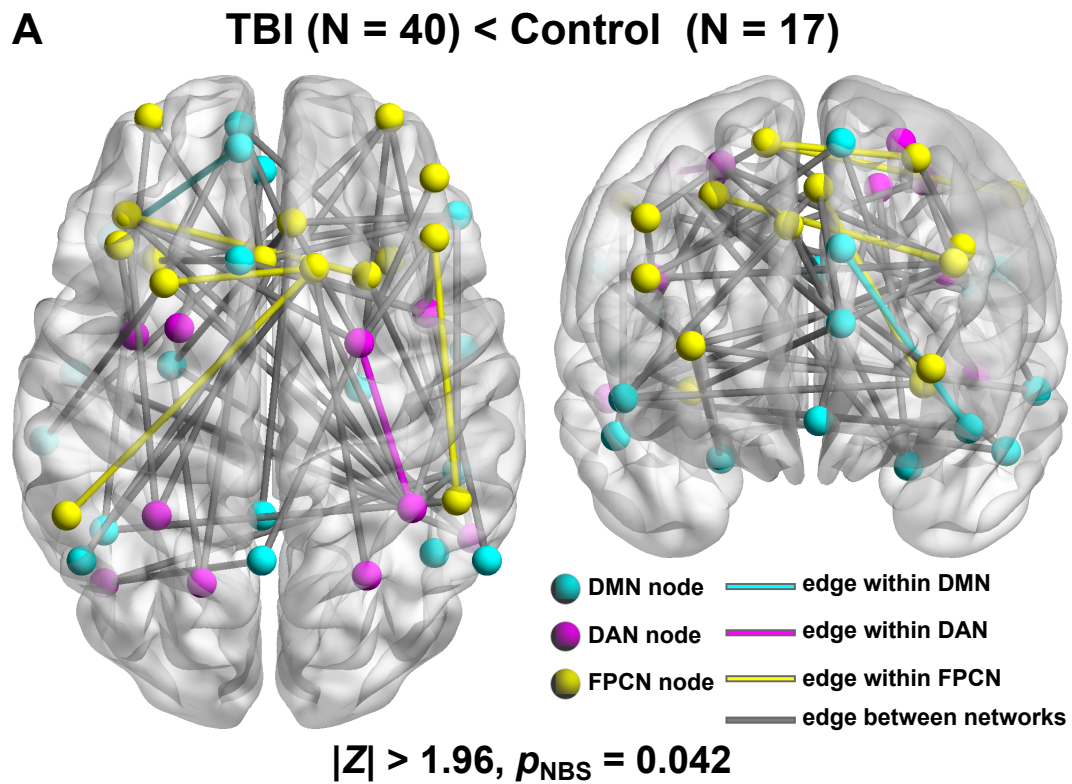 A TBI (N = 40) < Control (N = 17)
DMN node edge within DMN
DAN node edge within DAN
FPCN node edge within FPCN
edge between networks
|Z| > 1.96, pNBS = 0.042